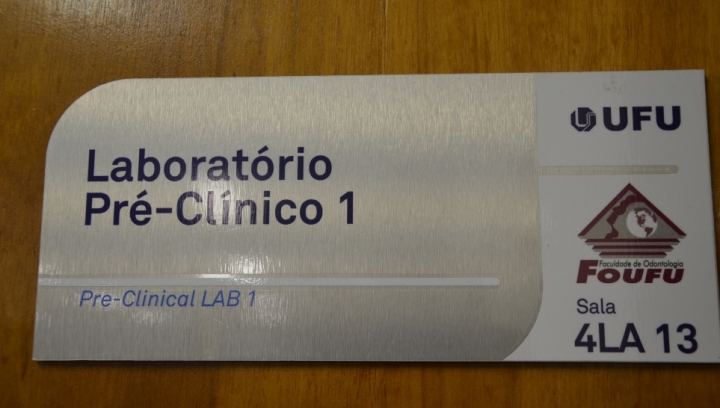 Laboratório
Pré-Clínico 1
Pre-Clinical LAB 1
UFU
Faculdade de Odontologia
FOUFU
Sala
4LA 13